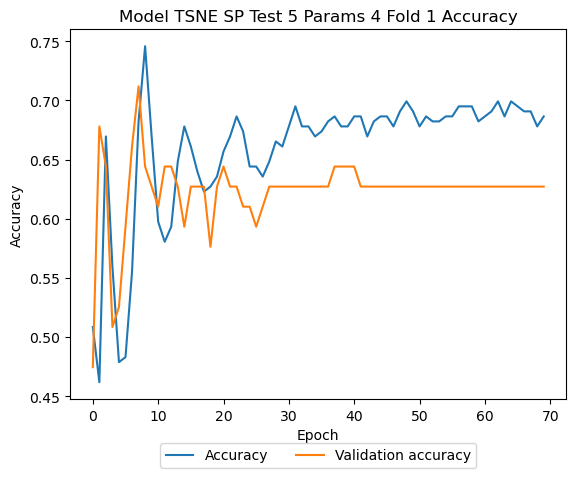 Model TSNE SP Test 5 Params 4 Fold 1 Accuracy
0.75
0.70
0.65
0.60
0.55
0.50
0.45
Accuracy
0 10 20 30 40 50 60 70
Epoch
Accuracy Validation accuracy